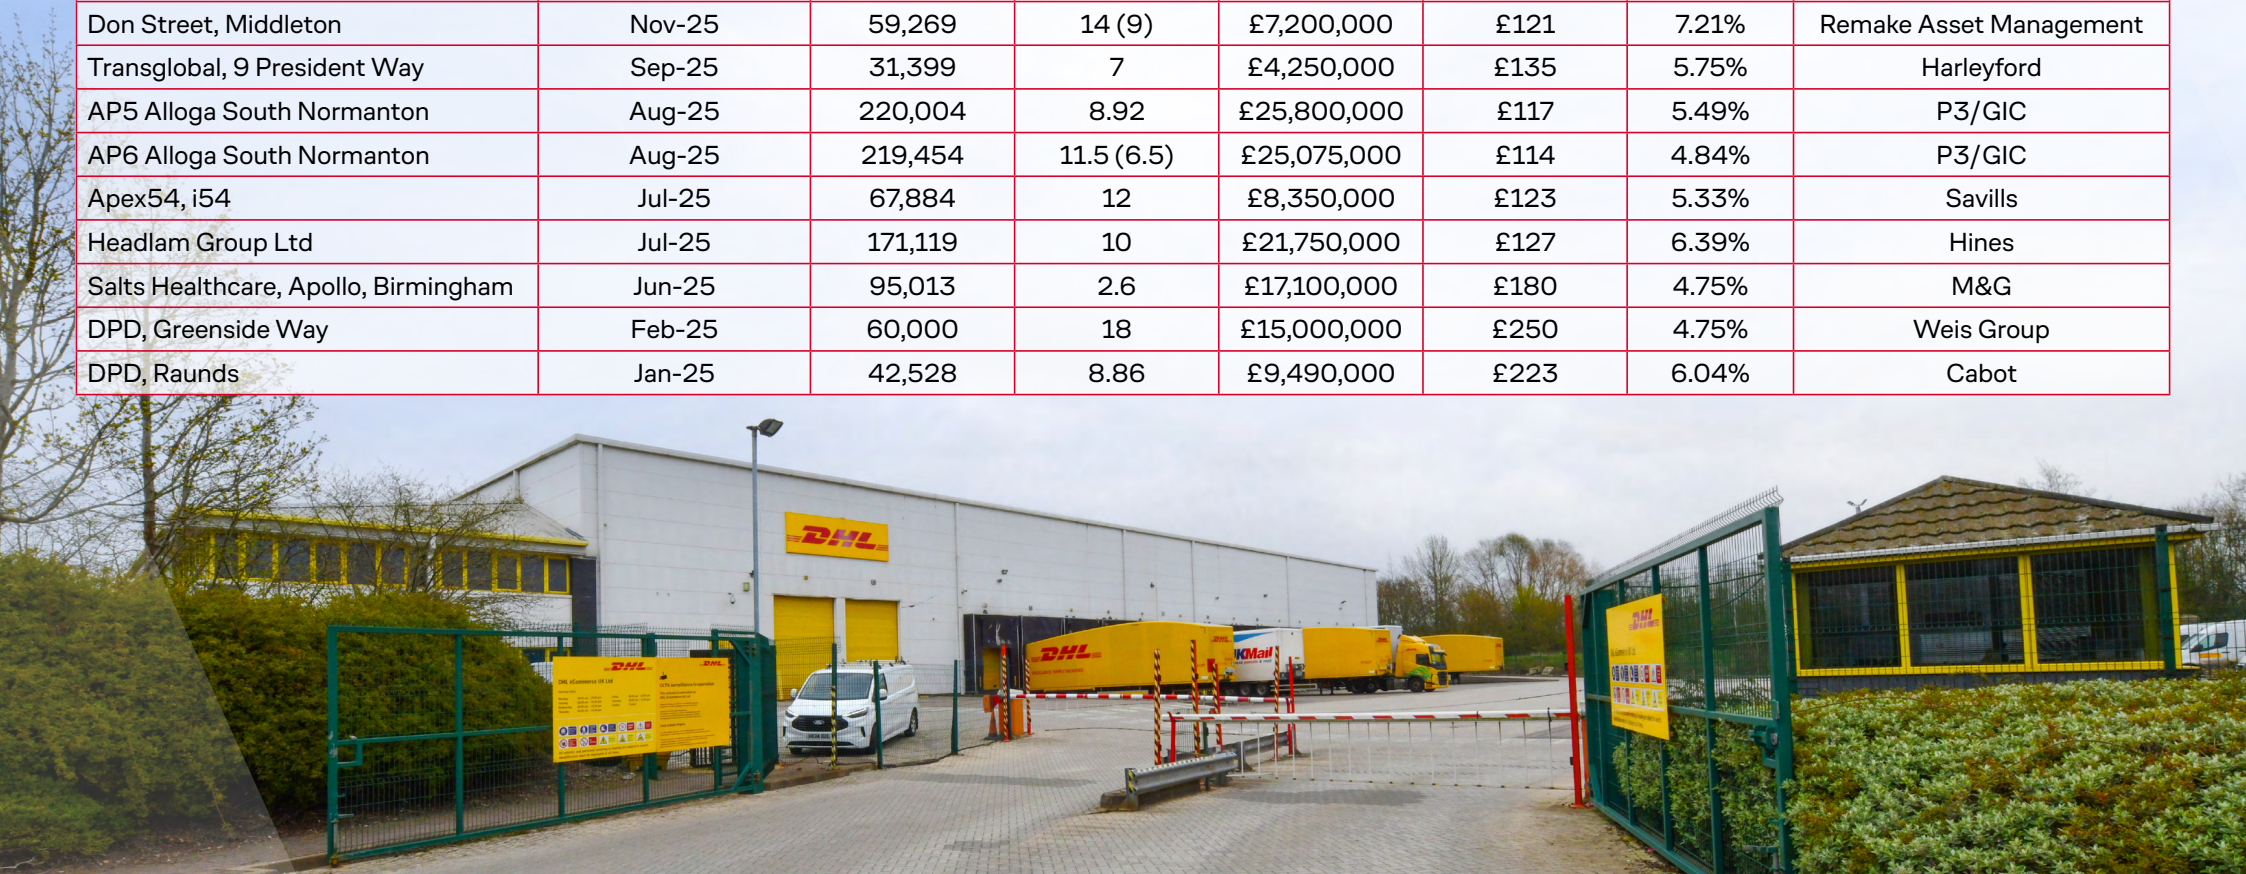 Don Street, Middleton Nov-25 59,269 14 (9) £7,200,000 £121 7.21% Remake Asset Management
Transglobal, 9 President Way Sep-25 31,399 7 £4,250,000 £135 5.75% Harleyford
AP5 Alloga South Normanton Aug-25 220,004 8.92 £25,800,000 £117 5.49% P3/GIC
AP6 Alloga South Normanton Aug-25 219,454 11.5 (6.5) £25,075,000 £114 4.84% P3/GIC
Apex54, i54 Jul-25 67,884 12 £8,350,000 £123 5.33% Savills
Headlam Group Ltd Jul-25 171,119 10 £21,750,000 £127 6.39% Hines
Salts Healthcare, Apollo, Birmingham Jun-25 95,013 2.6 £17,100,000 £180 4.75% M&G
DPD, Greenside Way Feb-25 60,000 18 £15,000,000 £250 4.75% Weis Group
DPD, Raunds Jan-25 42,528 8.86 £9,490,000 £223 6.04% Cabot
DHL
DHL
UKMail
DHL
DHL
DHL
DHL eCommerce UK Ltd